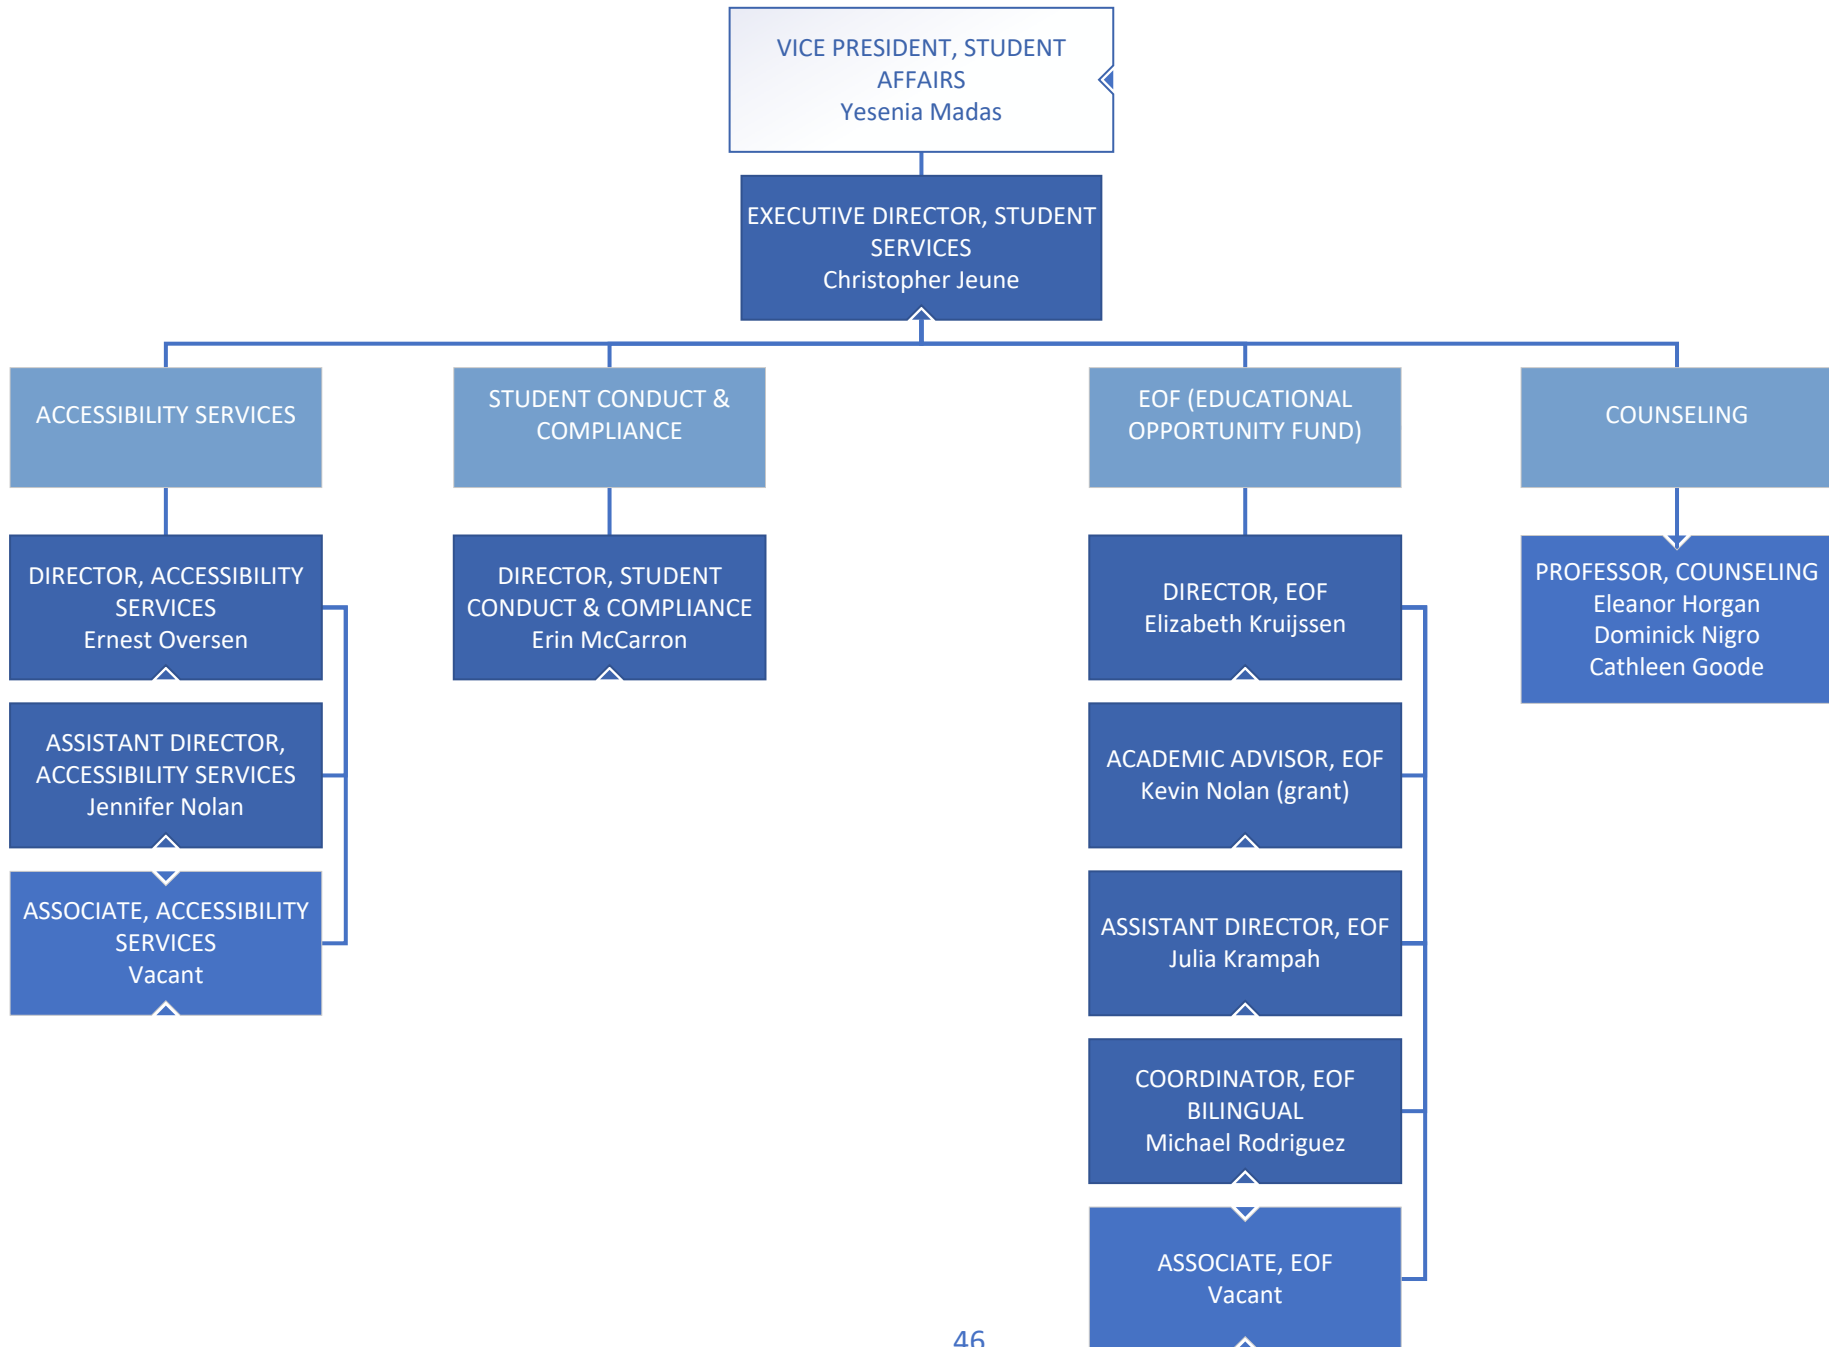 VICE PRESIDENT, STUDENT
AFFAIRS
Yesenia Madas
EXECUTIVE DIRECTOR, STUDENT
SERVICES
Christopher Jeune
ACCESSIBILITY SERVICES
STUDENT CONDUCT &
COMPLIANCE
EOF (EDUCATIONAL
OPPORTUNITY FUND)
COUNSELING
DIRECTOR, ACCESSIBILITY
SERVICES
Ernest Oversen
DIRECTOR, STUDENT
CONDUCT & COMPLIANCE
Erin McCarron
DIRECTOR, EOF
Elizabeth Kruijssen
PROFESSOR, COUNSELING
Eleanor Horgan
Dominick Nigro
Cathleen Goode
ASSISTANT DIRECTOR,
ACCESSIBILITY SERVICES
Jennifer Nolan
ACADEMIC ADVISOR, EOF
Kevin Nolan (grant)
ASSOCIATE, ACCESSIBILITY
SERVICES
Vacant
ASSISTANT DIRECTOR, EOF
Julia Krampah
COORDINATOR, EOF
BILINGUAL
Michael Rodriguez
ASSOCIATE, EOF
Vacant
46